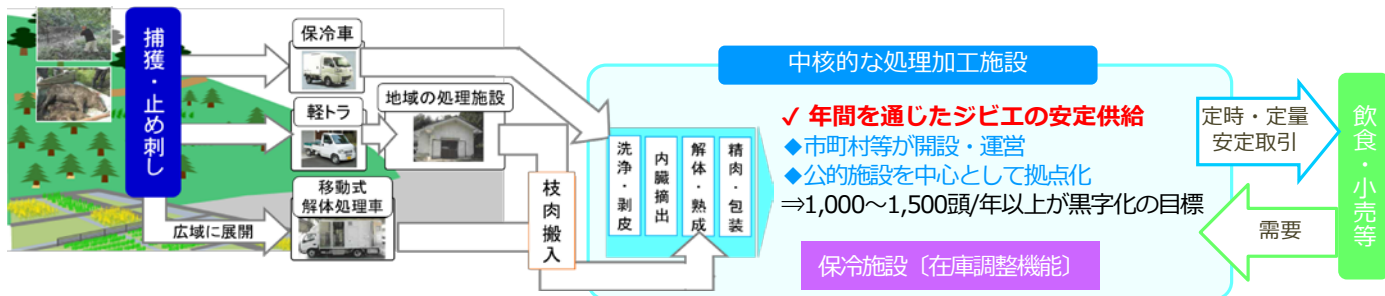 捕獲・止め刺し
保冷車
軽トラ
地域の処理施設
移動式
解体処理車
広域に展開
枝肉搬入
中核的な処理加工施設
洗浄・剥皮
内臓摘出
解体・熟成
精肉・包装
✓ 年間を通じたジビエの安定供給
◆市町村等が開設・運営
◆公的施設を中心として拠点化
⇒1,000～1,500頭/年以上が黒字化の目標
保冷施設〔在庫調整機能〕
定時・定量
安定取引
需要
飲食・小売等